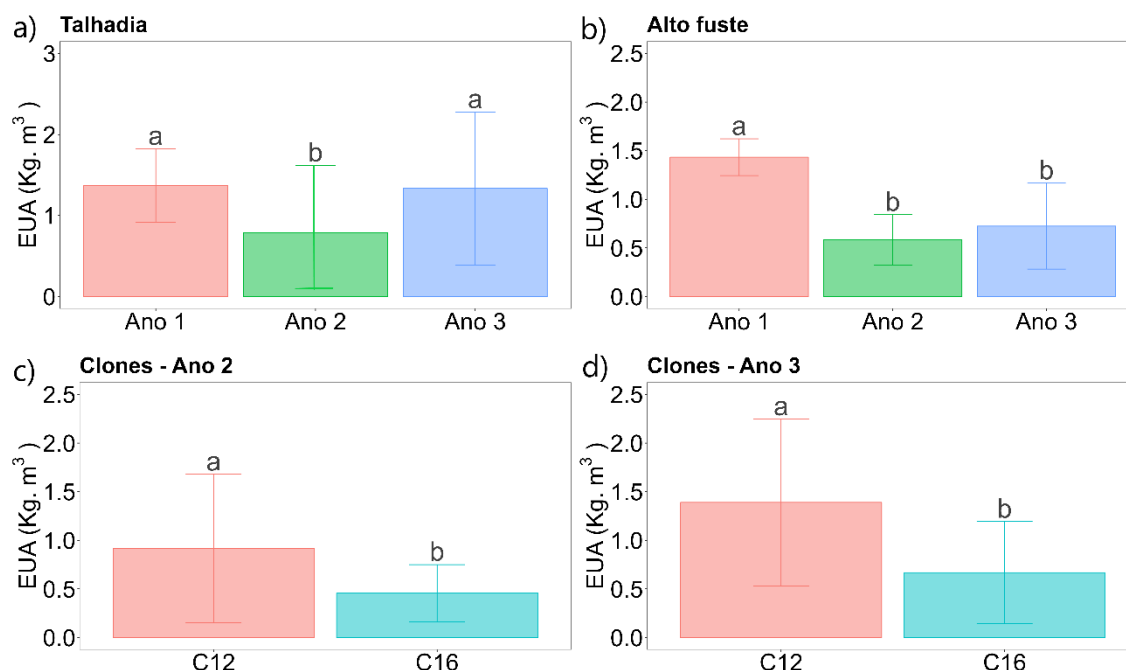 a) Talhadia
EUA (Kg. m³ )
3
2
1
0
a
b
a
Ano 1 Ano 2 Ano 3
b) Alto fuste
EUA (Kg. m³ )
2.5
2.0
1.5
1.0
0.5
0.0
a
b
b
Ano 1 Ano 2 Ano 3
c) Clones - Ano 2
EUA (Kg. m³ )
2.5
2.0
1.5
1.0
0.5
0.0
a
b
C12 C16
d) Clones - Ano 3
EUA (Kg. m³ )
2.5
2.0
1.5
1.0
0.5
0.0
a
b
C12 C16